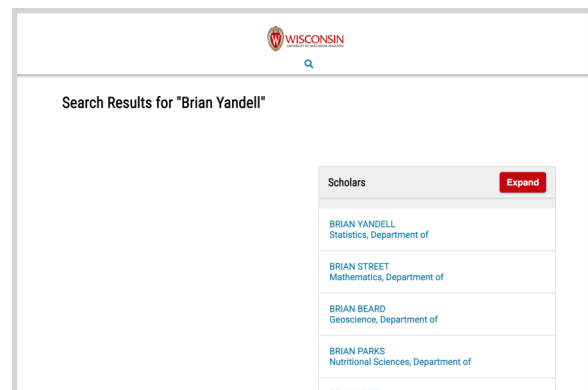 WISCONSIN
UNIVERSITY OF WISCONSIN-MADISON
Search Results for "Brian Yandell"
Scholars
Expand
BRIAN YANDELL
Statistics, Department of
BRIAN STREET
Mathematics, Department of
BRIAN BEARD
Geoscience, Department of
BRIAN PARKS
Nutritional Sciences, Department of